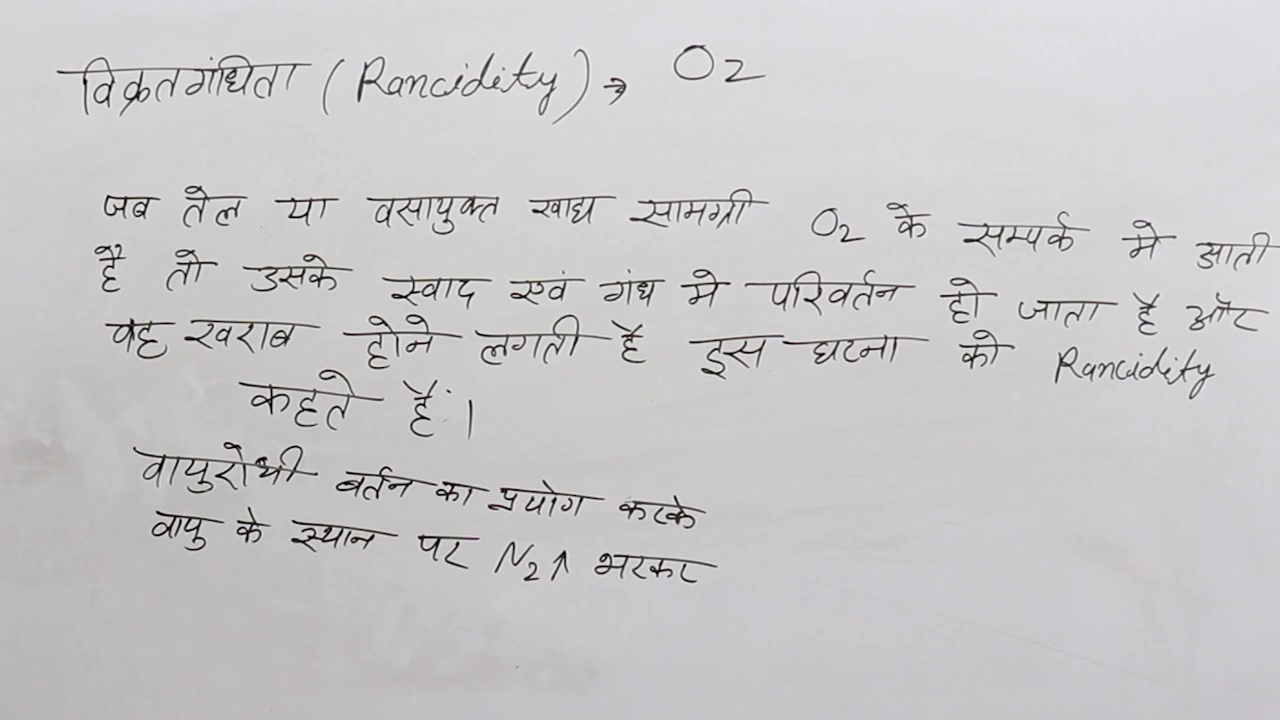 विक्रतगंधिता (Rancidity) → O2
जब तेल या वसायुक्त खाद्य सामग्री O2 के सम्पर्क मे आती
है तो उसके स्वाद एवं गंध मे परिवर्तन हो जाता है और
वह खराब होने लगती है इस घटना को Rancidity
कहते हैं।
वायुरोधी बर्तन का प्रयोग करके
वायु के स्थान पर N2↑ भरकर